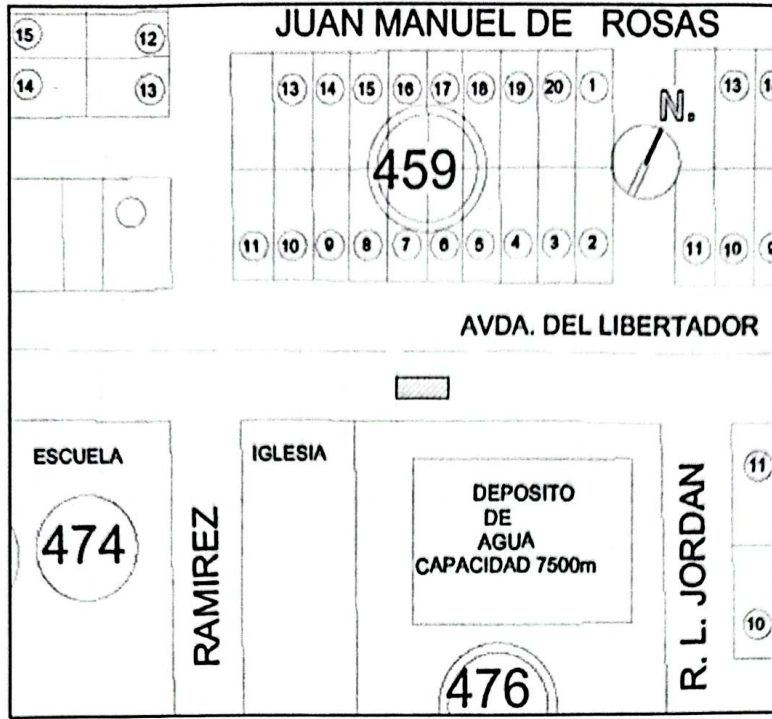 JUAN MANUEL DE ROSAS
15
12
14
13
13
14
15
16
17
18
19
20
1
13
N.
459
11
10
9
8
7
6
5
4
3
2
11
10
AVDA. DEL LIBERTADOR
ESCUELA
474
RAMIREZ
IGLESIA
DEPOSITO
DE
AGUA
CAPACIDAD 7500m
476
R. L. JORDAN
11
10